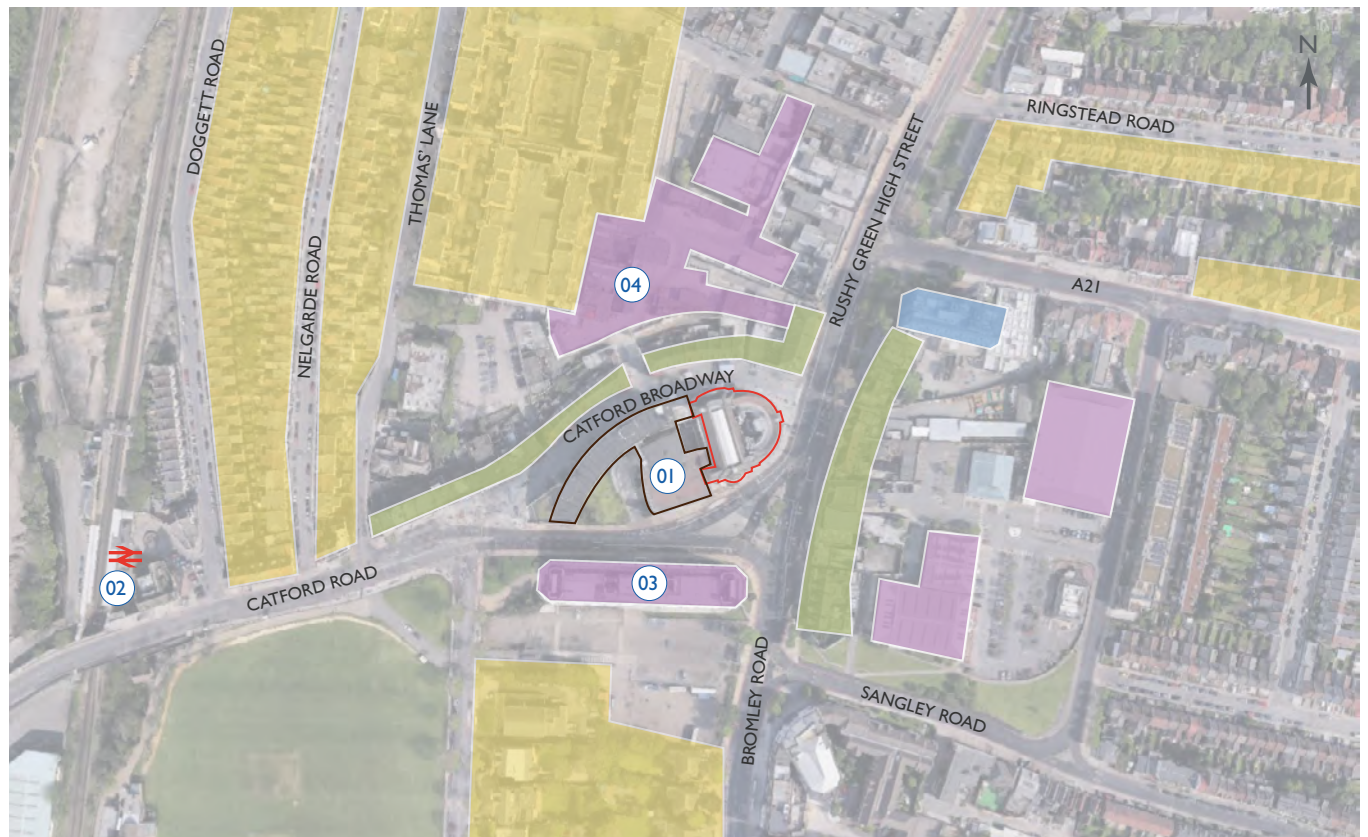 N
DOGGETT ROAD
NELGARDE ROAD
THOMAS' LANE
RUSHY GREEN HIGH STREET
RINGSTEAD ROAD
A21
04
CATFORD BROADWAY
01
02
CATFORD ROAD
03
BROMLEY ROAD
SANGLEY ROAD